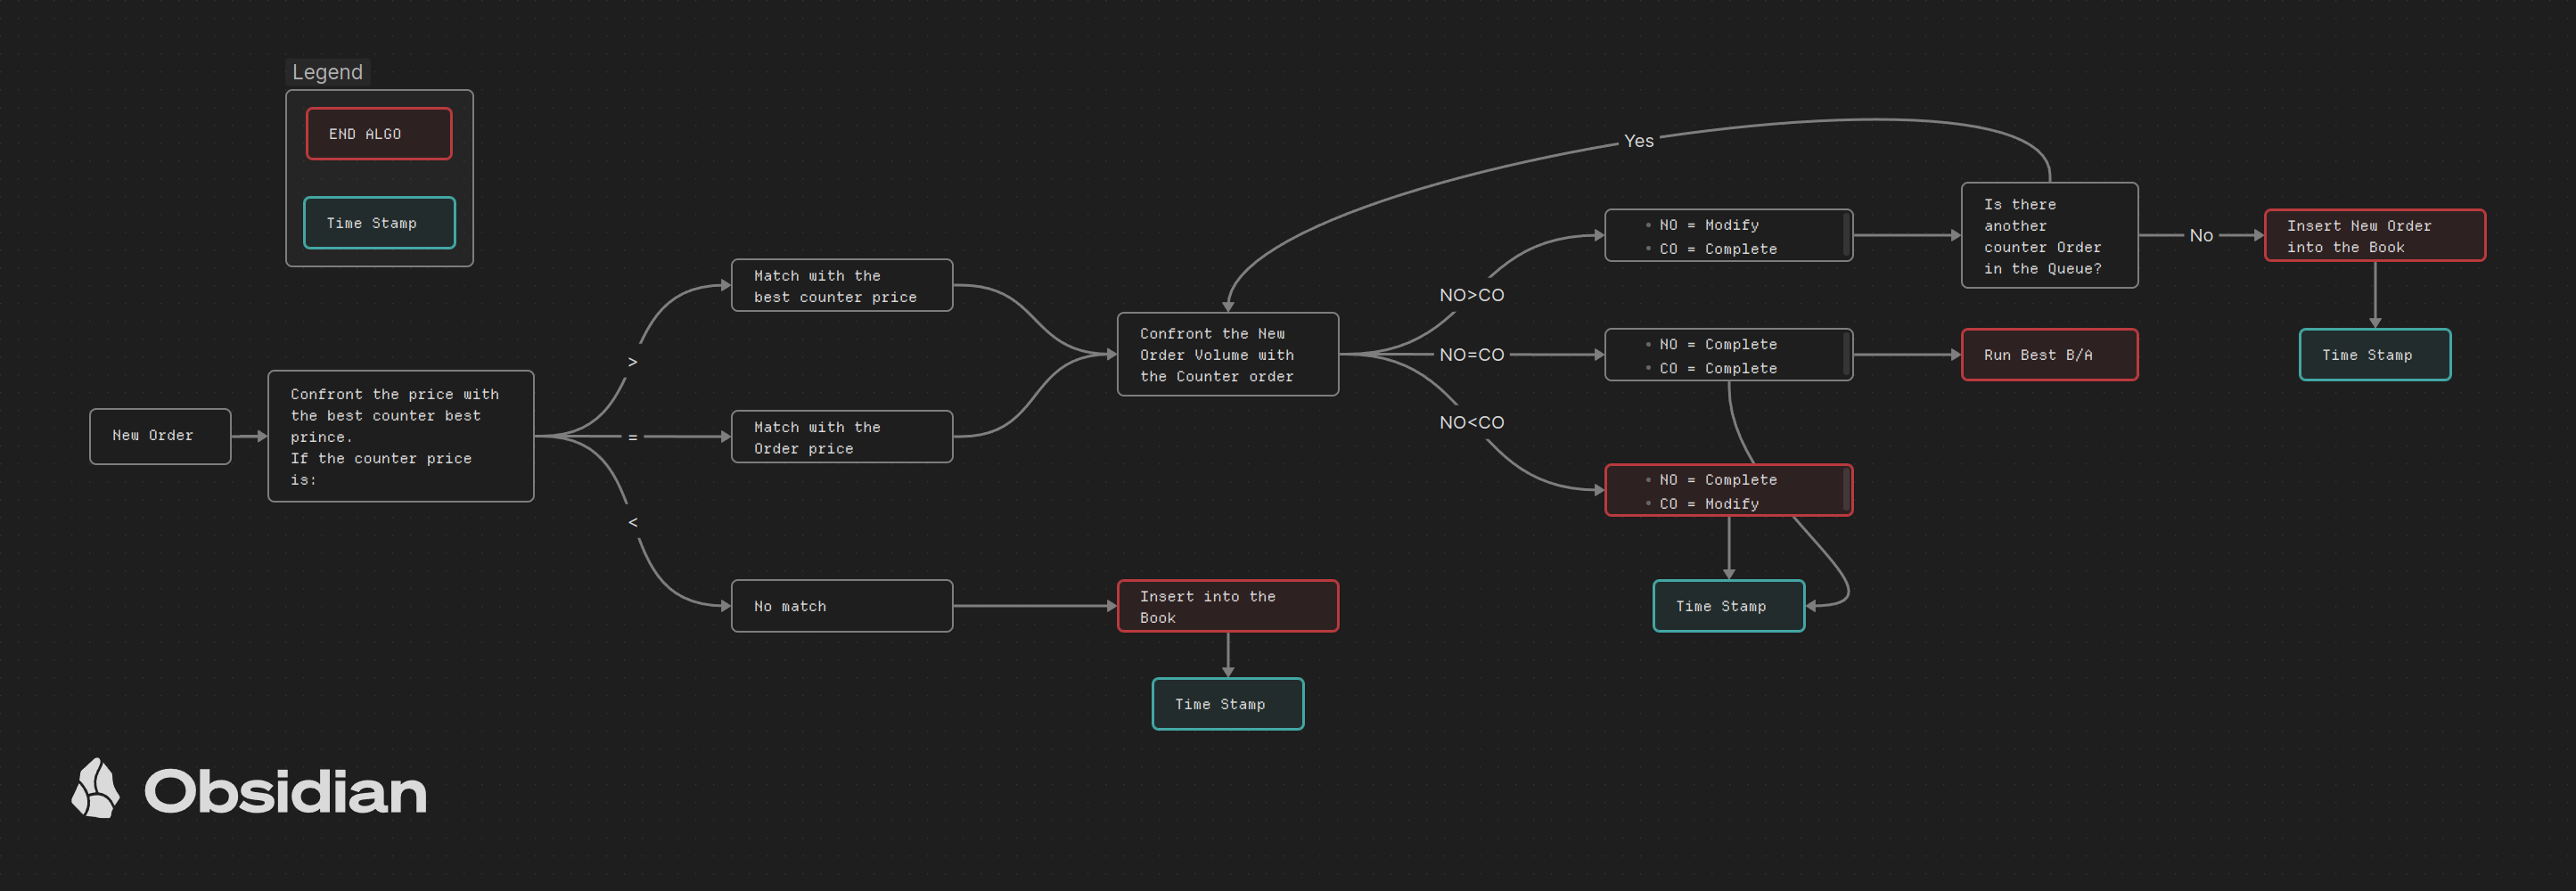 Legend
END ALGO
Time Stamp
New Order
Confront the price with
the best counter best
prince.
If the counter price
is:
>
=
<
Match with the
best counter price
Match with the
Order price
No match
Insert into the
Book
Time Stamp
Confront the New
Order Volume with
the Counter order
Yes
NO>CO
NO=CO
NO<CO
• NO = Modify
• CO = Complete
• NO = Complete
• CO = Complete
• NO = Complete
• CO = Modify
Time Stamp
Is there
another
counter Order
in the Queue?
Run Best B/A
No
Insert New Order
into the Book
Time Stamp
Obsidian